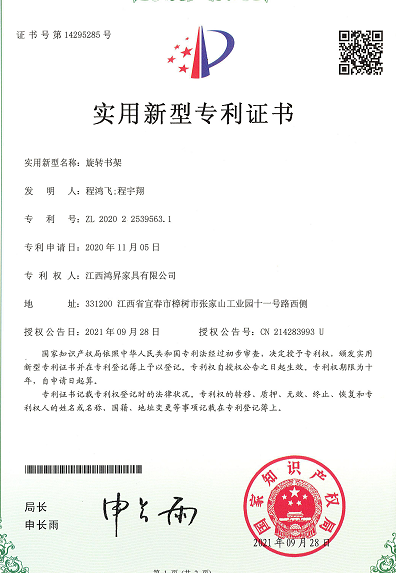 证书号第14295285号
实用新型专利证书
实用新型名称：旋转书架
发明人：程鸿飞;程宇翔
专利号：ZL 2020 2 2539563.1
专利申请日：2020年11月05日
专利权人：江西鸿昇家具有限公司
地址：331200 江西省宜春市樟树市张家山工业园十一号路西侧
授权公告日：2021年09月28日 授权公告号：CN 214283993 U
国家知识产权局依照中华人民共和国专利法经过初步审查，决定授予专利权，颁发实用
新型专利证书并在专利登记簿上予以登记。专利权自授权公告之日起生效。专利权期限为十
年，自申请日起算。
专利证书记载专利权登记时的法律状况。专利权的转移、质押、无效、终止、恢复和专
利权人的姓名或名称、国籍、地址变更等事项记载在专利登记簿上。
局长
申长雨
申长雨
国家知识产权局
2021年09月28日
第 1 页 (共 2 页)